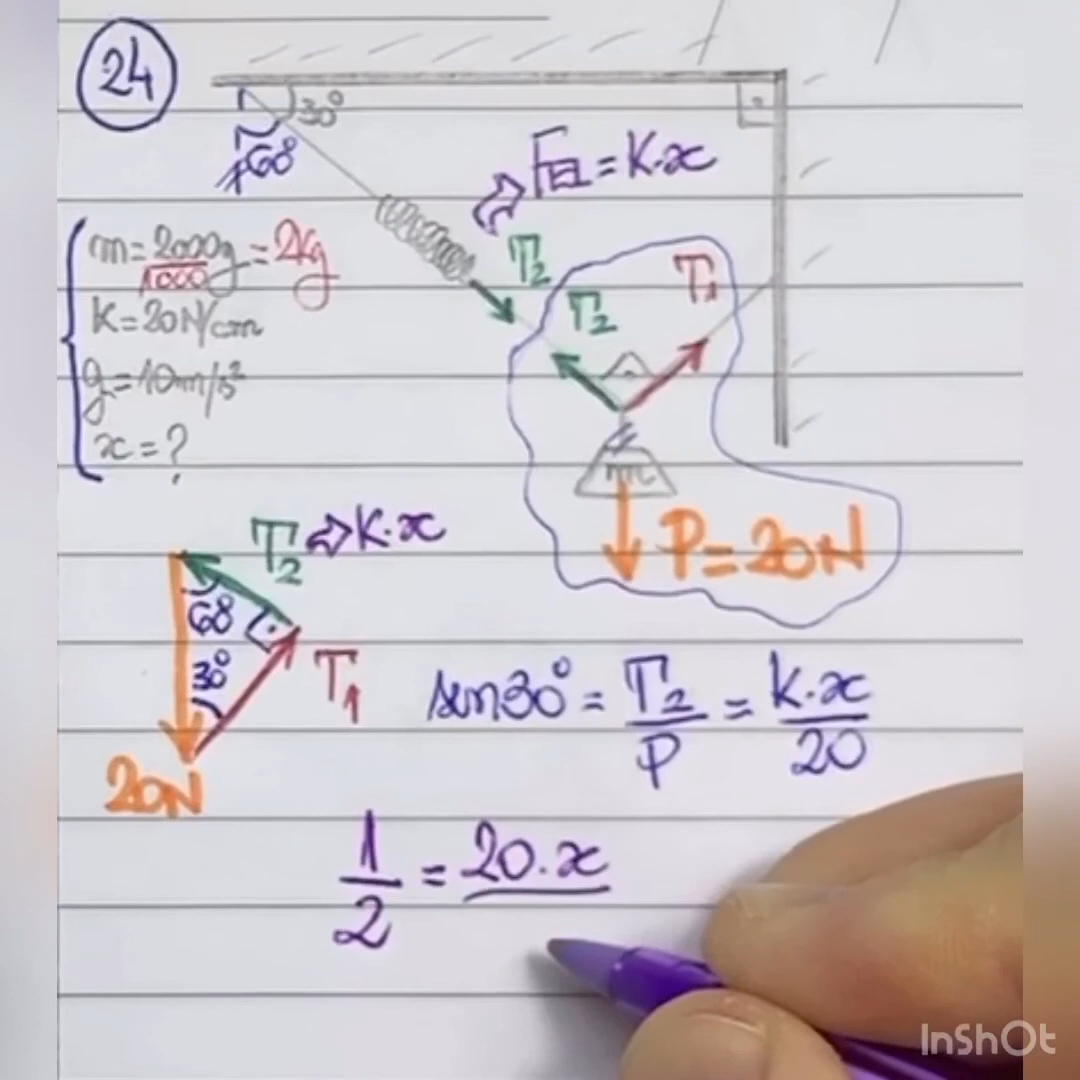 24
30°
60°
Fel = K·x
m = 2000g = 2Kg
1000
K = 20N/cm
g = 10m/s²
x = ?
T₂
T₂
T₁
m
P = 20N
T₂ ⇨ K·x
60°
30°
T₁
20N
sen30° = T₂/P = K·x/20
1/2 = 20·x
InShOt